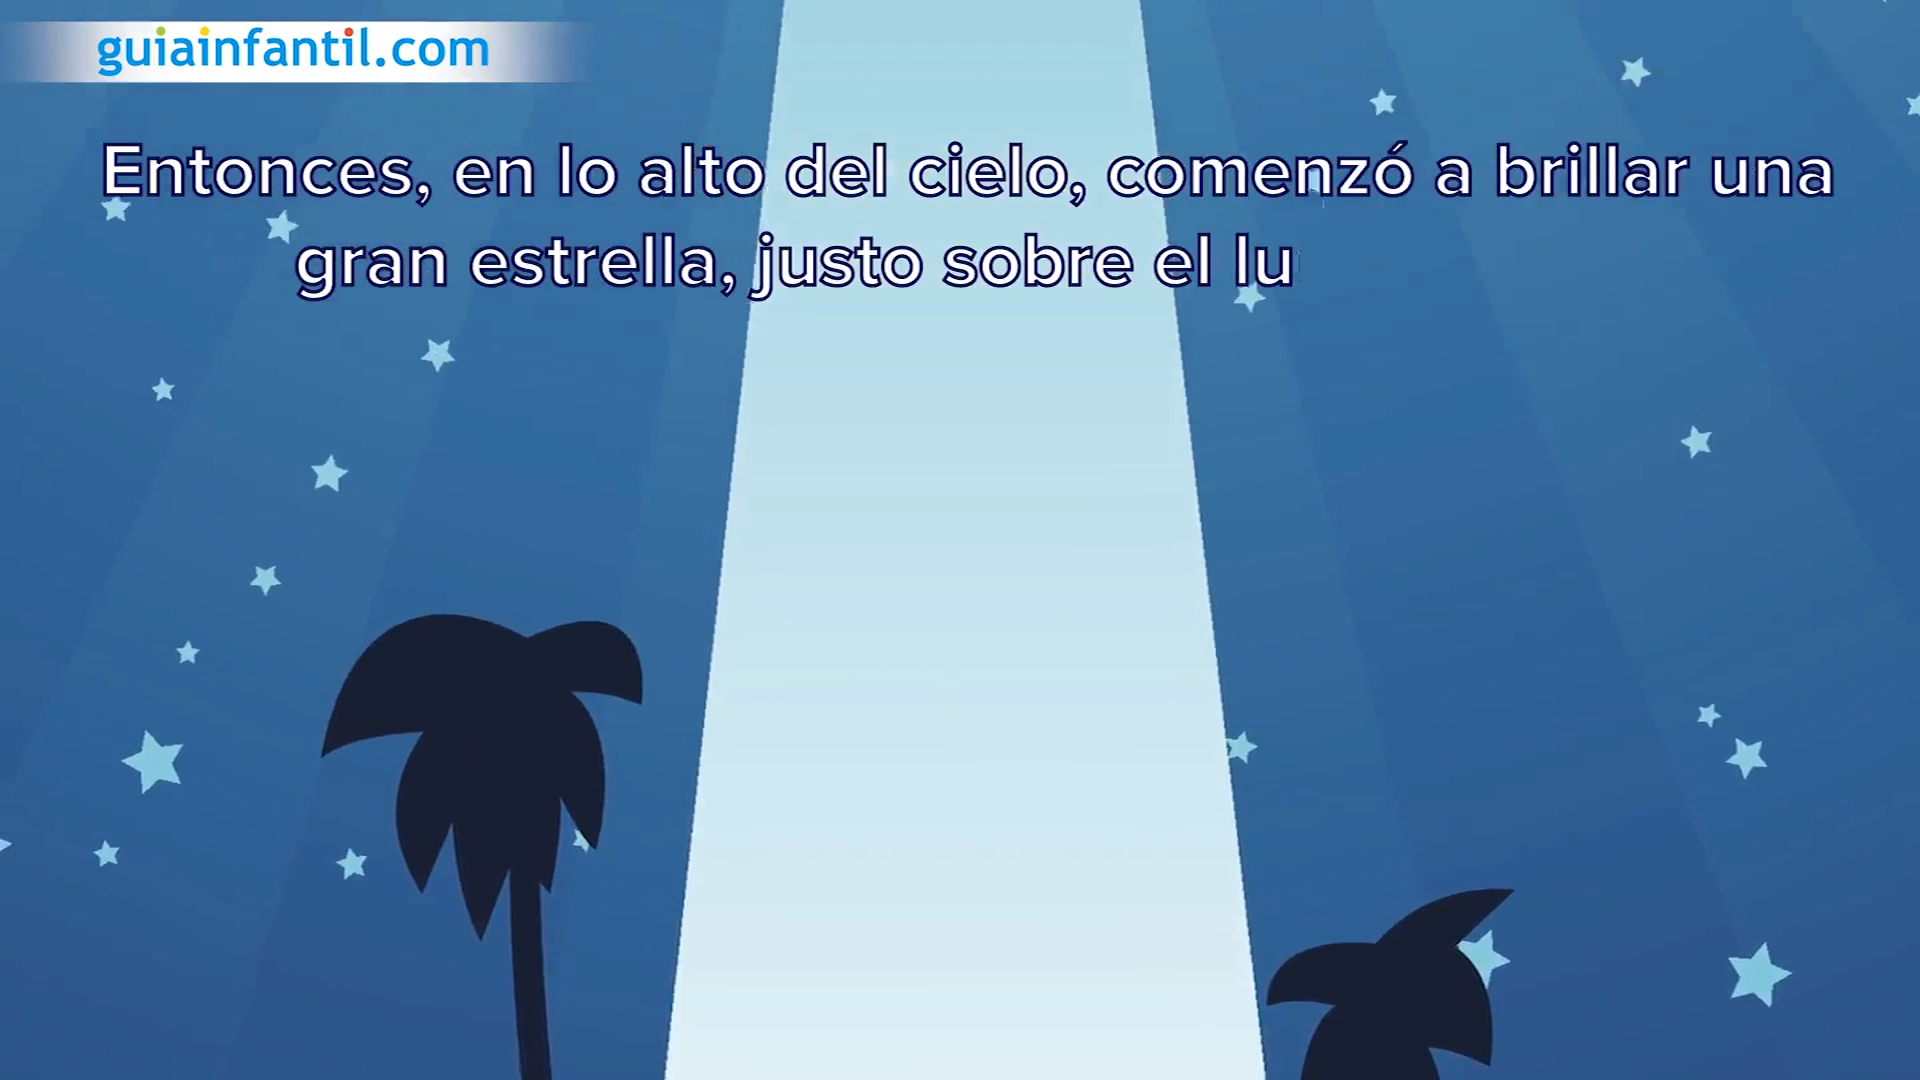 guiainfantil.com
Entonces, en lo alto del cielo, comenzó a brillar una
gran estrella, justo sobre el lu